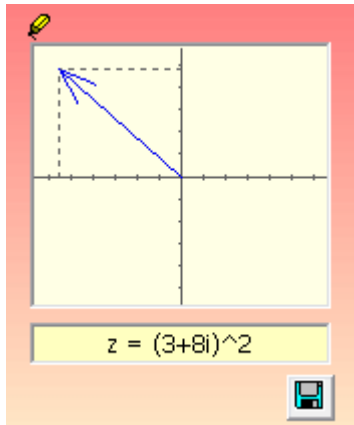 z = (3+8i)^2